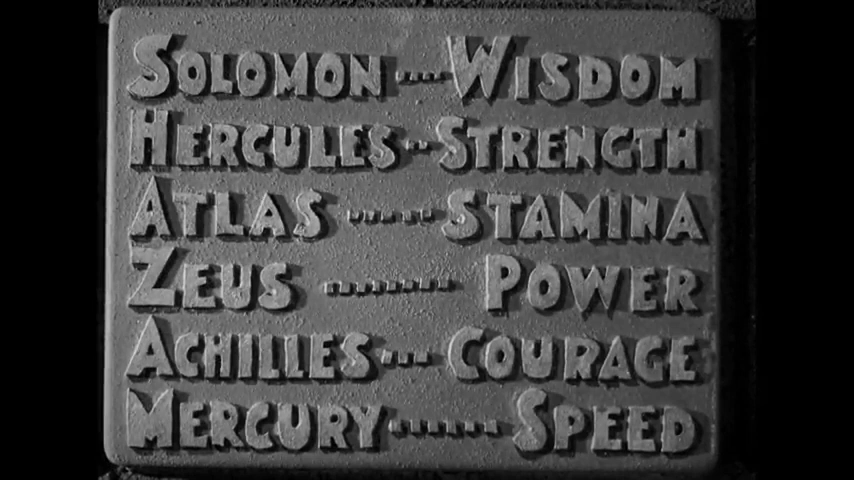 SOLOMON....WISDOM
HERCULES..STRENGTH
ATLAS ...... STAMINA
ZEUS ......... POWER
ACHILLES.... COURAGE
MERCURY........ SPEED